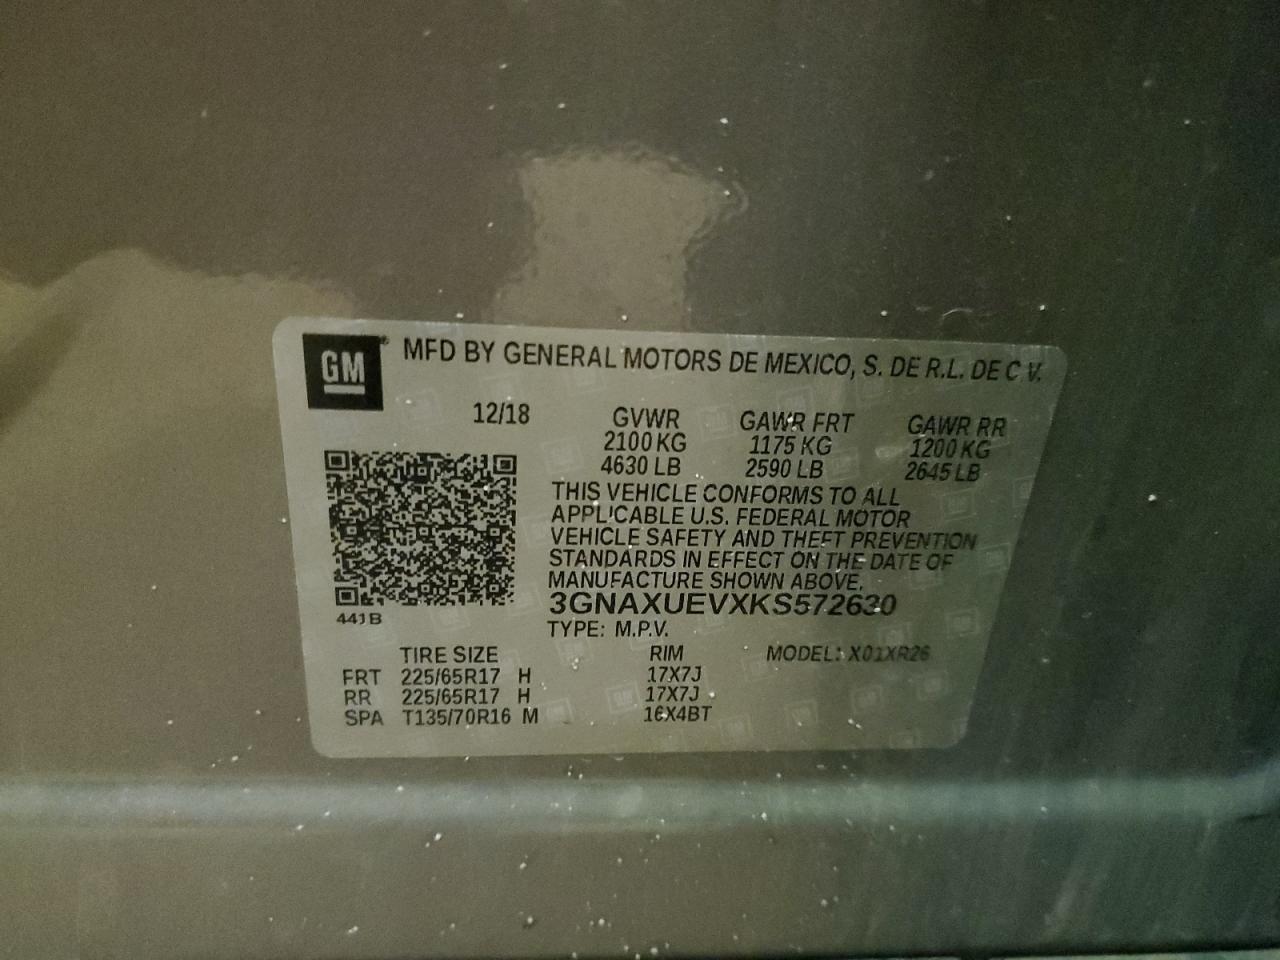 GM® MFD BY GENERAL MOTORS DE MEXICO, S. DE R.L. DE C V.
12/18 GVWR GAWR FRT GAWR RR
2100 KG 1175 KG 1200 KG
4630 LB 2590 LB 2645 LB
THIS VEHICLE CONFORMS TO ALL
APPLICABLE U.S. FEDERAL MOTOR
VEHICLE SAFETY AND THEFT PREVENTION
STANDARDS IN EFFECT ON THE DATE OF
MANUFACTURE SHOWN ABOVE.
3GNAXUEVXKS572630
441B
TYPE: M.P.V.
TIRE SIZE RIM MODEL: X01XR26
FRT 225/65R17 H 17X7J
RR 225/65R17 H 17X7J
SPA T135/70R16 M 16X4BT